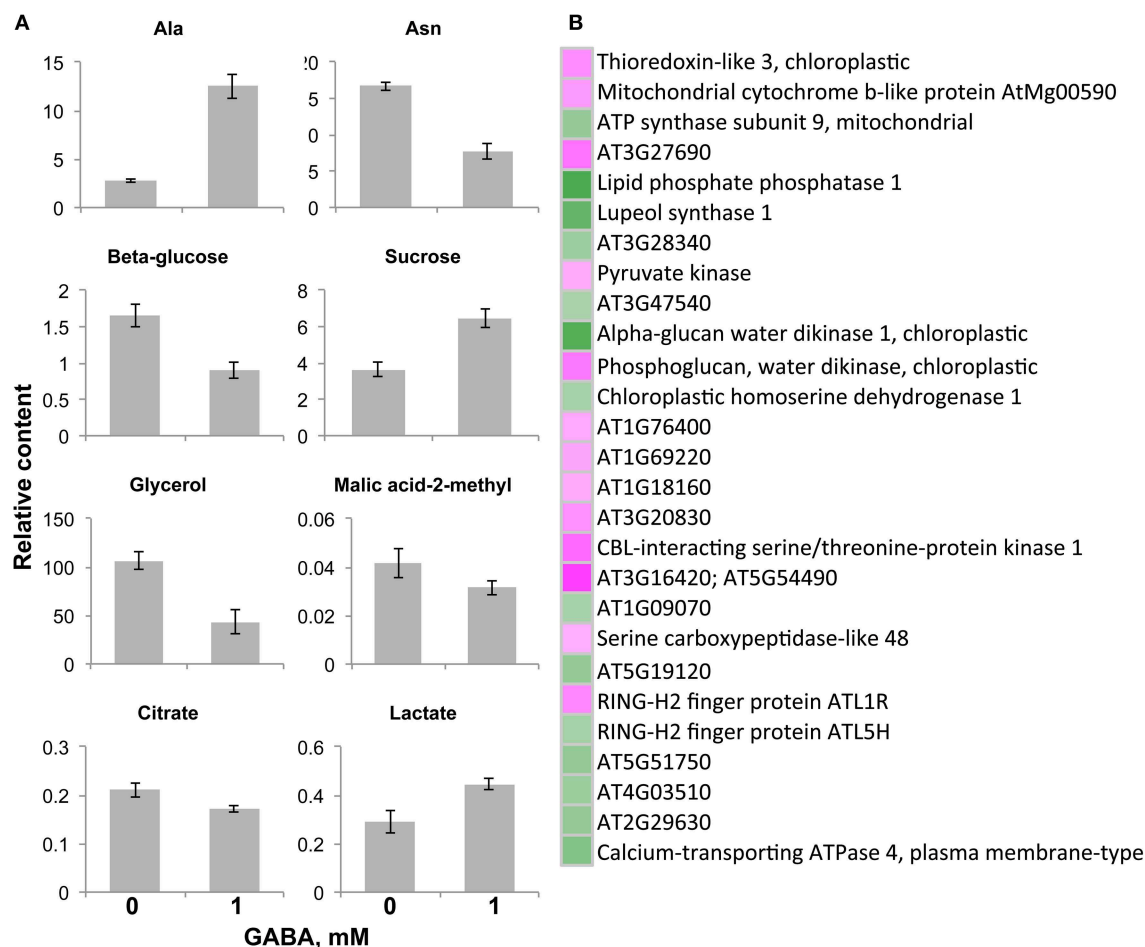 A
Ala
15
10
5
0
Asn
20
5
0
5
0
Beta-glucose
2
1.5
1
0.5
0
Sucrose
8
6
4
2
0
Relative content
Glycerol
150
100
50
0
Malic acid-2-methyl
0.06
0.04
0.02
0
Citrate
0.3
0.2
0.1
0
Lactate
0.6
0.4
0.2
0
0 1
0 1
GABA, mM
B
Thioredoxin-like 3, chloroplastic
Mitochondrial cytochrome b-like protein AtMg00590
ATP synthase subunit 9, mitochondrial
AT3G27690
Lipid phosphate phosphatase 1
Lupeol synthase 1
AT3G28340
Pyruvate kinase
AT3G47540
Alpha-glucan water dikinase 1, chloroplastic
Phosphoglucan, water dikinase, chloroplastic
Chloroplastic homoserine dehydrogenase 1
AT1G76400
AT1G69220
AT1G18160
AT3G20830
CBL-interacting serine/threonine-protein kinase 1
AT3G16420; AT5G54490
AT1G09070
Serine carboxypeptidase-like 48
AT5G19120
RING-H2 finger protein ATL1R
RING-H2 finger protein ATL5H
AT5G51750
AT4G03510
AT2G29630
Calcium-transporting ATPase 4, plasma membrane-type